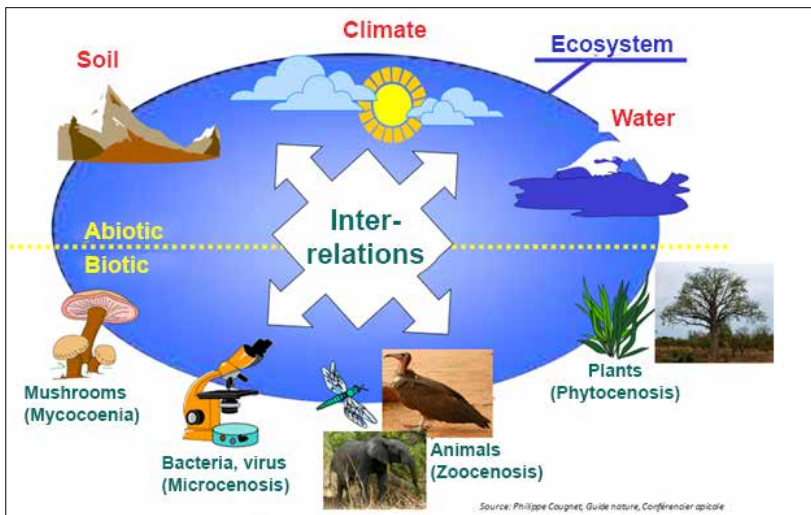 Climate
Ecosystem
Soil
Water
Inter-
relations
Abiotic
Biotic
Mushrooms
(Mycocoenia)
Bacteria, virus
(Microcenosis)
Animals
(Zoocenosis)
Plants
(Phytocenosis)
Source: Philippe Cougnet, Guide nature, Conférencier apicole